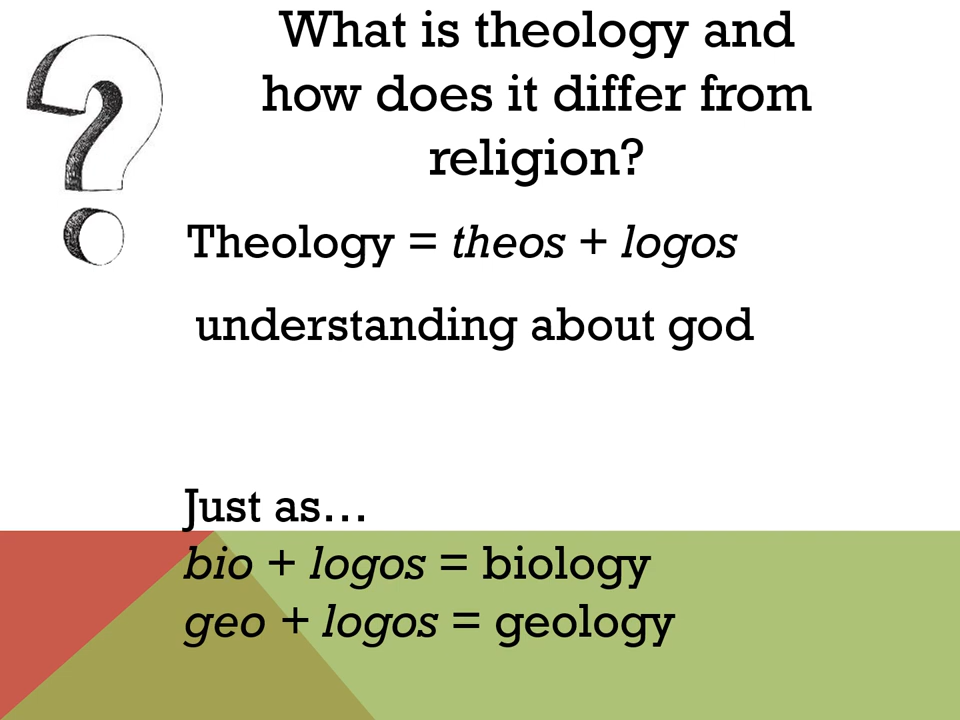 What is theology and
how does it differ from
religion?
Theology = theos + logos
understanding about god
Just as…
bio + logos = biology
geo + logos = geology